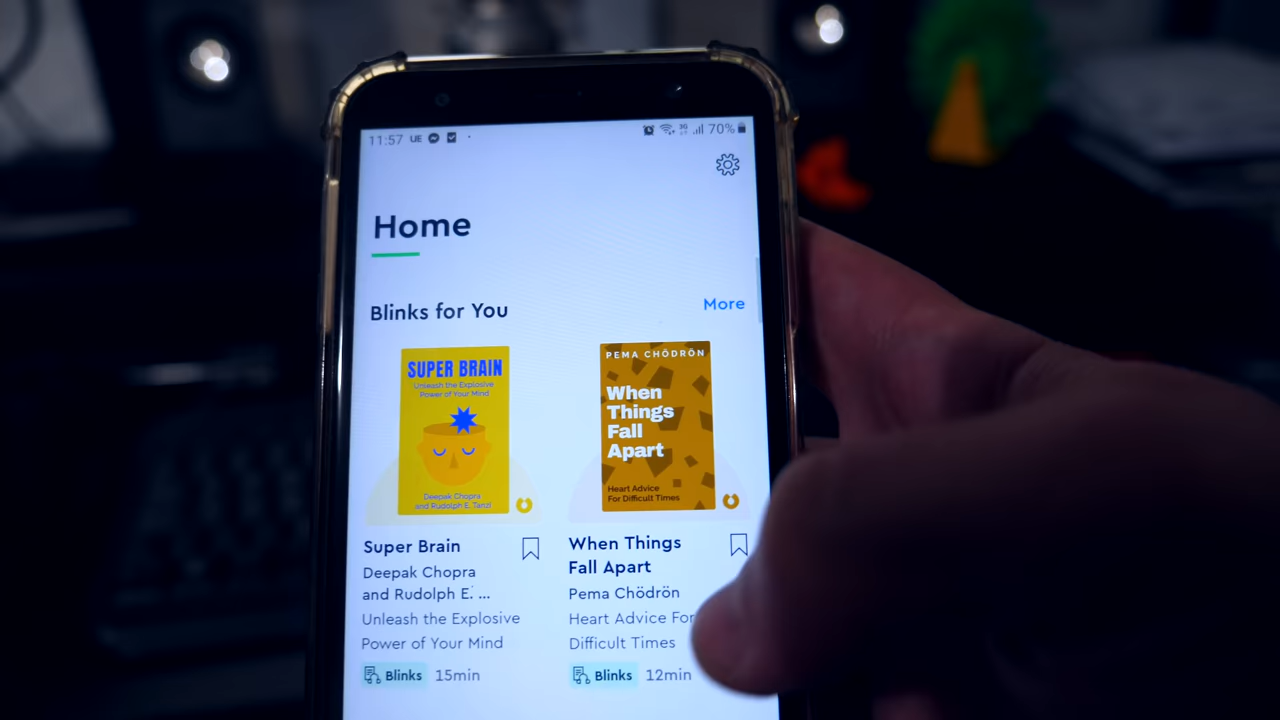 11:57 UE
3G 70%
Home
Blinks for You
More
SUPER BRAIN
Unleash the Explosive
Power of Your Mind
Deepak Chopra
and Rudolph E. Tanzi
PEMA CHÖDRÖN
When
Things
Fall
Apart
Heart Advice
For Difficult Times
Super Brain
Deepak Chopra
and Rudolph E. ...
Unleash the Explosive
Power of Your Mind
Blinks 15min
When Things
Fall Apart
Pema Chödrön
Heart Advice For
Difficult Times
Blinks 12min